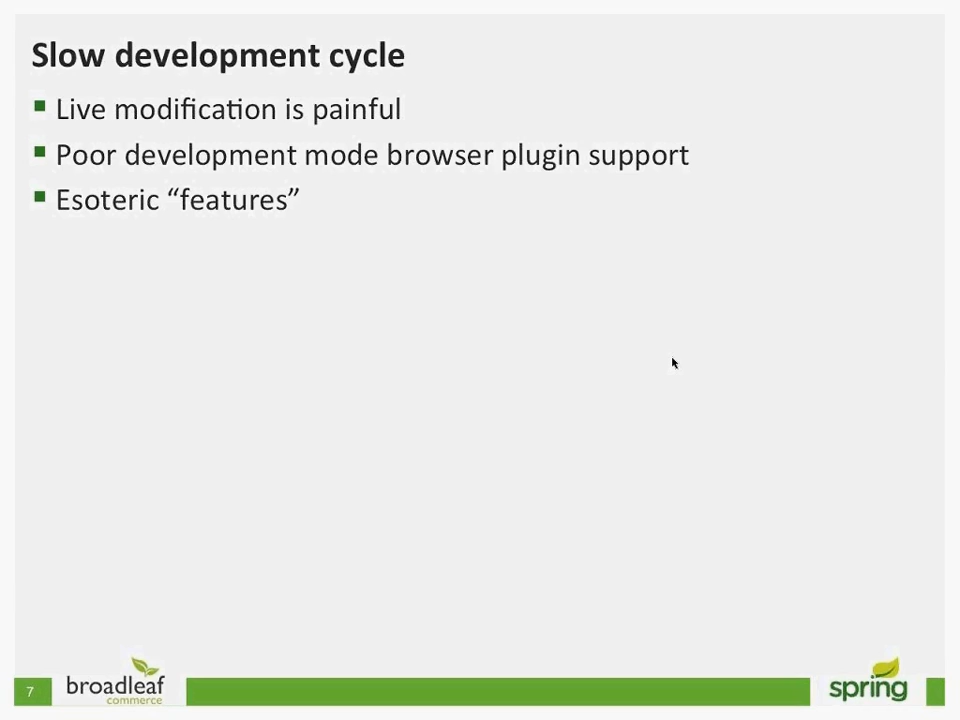 Slow development cycle
Live modification is painful
Poor development mode browser plugin support
Esoteric “features”
7
broadleaf
commerce
spring